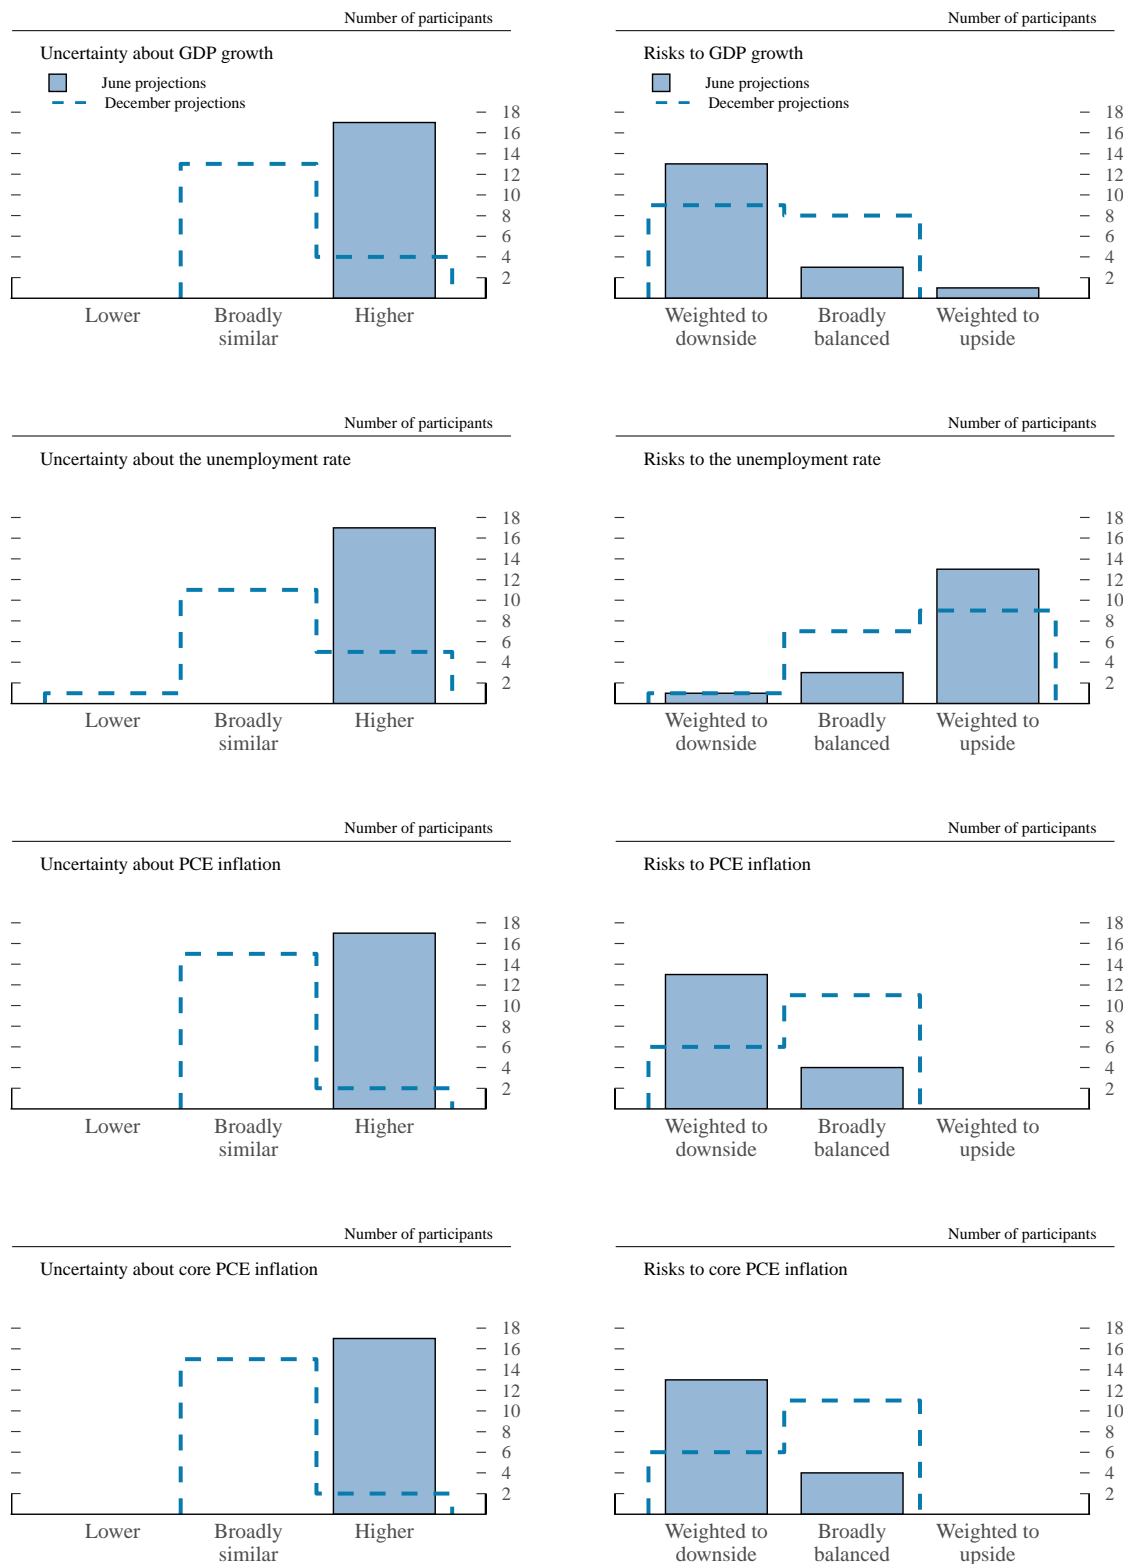 Number of participants
Uncertainty about GDP growth
June projections
December projections
18
16
14
12
10
8
6
4
2
Lower
Broadly
similar
Higher
Number of participants
Risks to GDP growth
June projections
December projections
18
16
14
12
10
8
6
4
2
Weighted to
downside
Broadly
balanced
Weighted to
upside
Number of participants
Uncertainty about the unemployment rate
18
16
14
12
10
8
6
4
2
Lower
Broadly
similar
Higher
Number of participants
Risks to the unemployment rate
18
16
14
12
10
8
6
4
2
Weighted to
downside
Broadly
balanced
Weighted to
upside
Number of participants
Uncertainty about PCE inflation
18
16
14
12
10
8
6
4
2
Lower
Broadly
similar
Higher
Number of participants
Risks to PCE inflation
18
16
14
12
10
8
6
4
2
Weighted to
downside
Broadly
balanced
Weighted to
upside
Number of participants
Uncertainty about core PCE inflation
18
16
14
12
10
8
6
4
2
Lower
Broadly
similar
Higher
Number of participants
Risks to core PCE inflation
18
16
14
12
10
8
6
4
2
Weighted to
downside
Broadly
balanced
Weighted to
upside